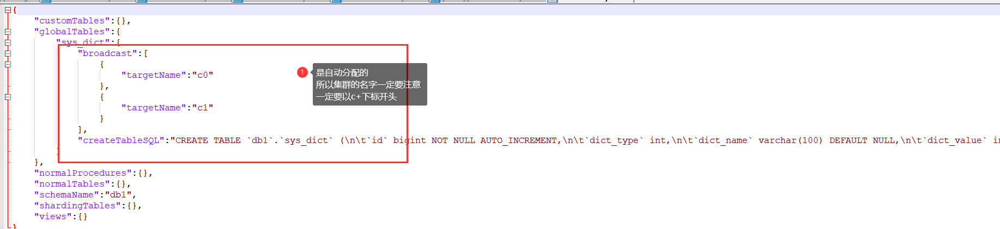 {
"customTables":{},
"globalTables":{
"sys_dict":{
"broadcast":[
{
"targetName":"c0"
},
{
"targetName":"c1"
}
],
"createTableSQL":"CREATE TABLE `db1`.`sys_dict` (\n\t`id` bigint NOT NULL AUTO_INCREMENT,\n\t`dict_type` int,\n\t`dict_name` varchar(100) DEFAULT NULL,\n\t`dict_value` in
}
},
"normalProcedures":{},
"normalTables":{},
"schemaName":"db1",
"shardingTables":{},
"views":{}
}
1
是自动分配的
所以集群的名字一定要注意
一定要以c+下标开头